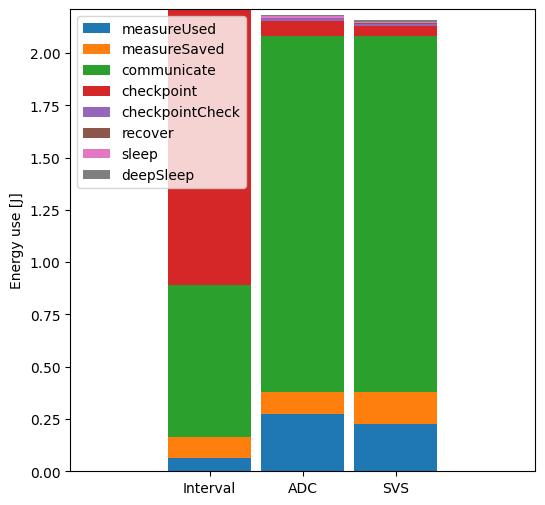 measureUsed
measureSaved
communicate
checkpoint
checkpointCheck
recover
sleep
deepSleep
Energy use [J]
2.00
1.75
1.50
1.25
1.00
0.75
0.50
0.25
0.00
Interval ADC SVS